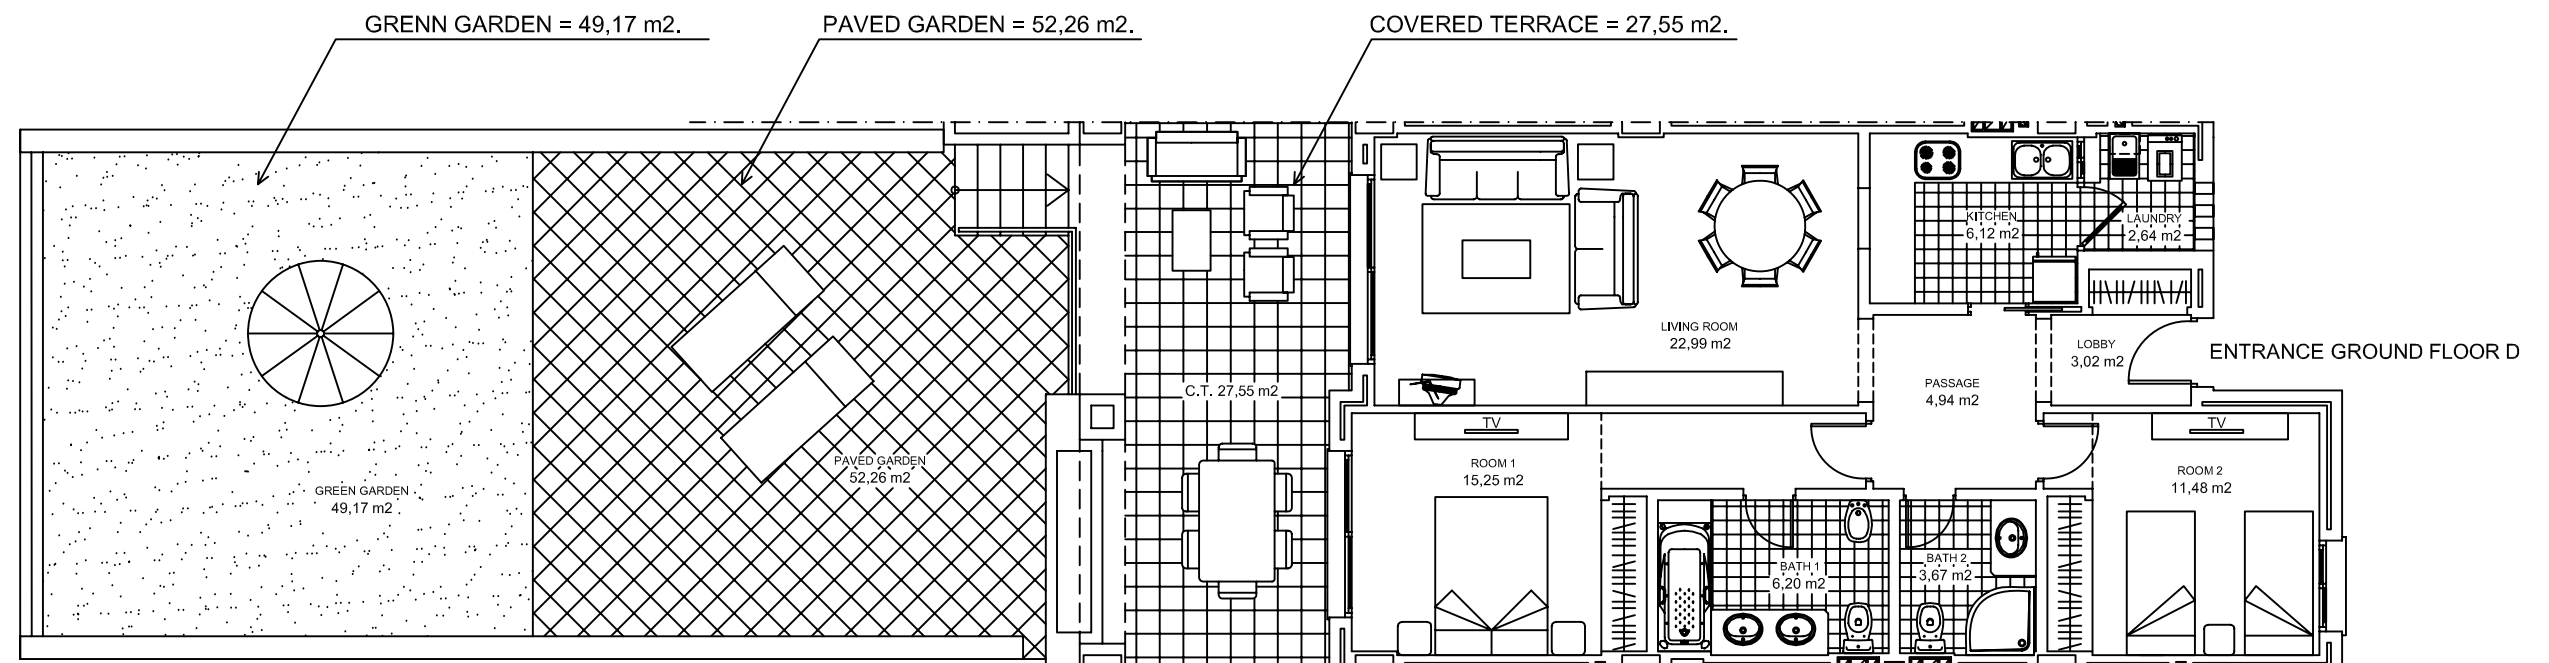 GRENN GARDEN = 49,17 m2.
PAVED GARDEN = 52,26 m2.
COVERED TERRACE = 27,55 m2.
KITCHEN
6,12 m2
LAUNDRY
2,64 m2
LIVING ROOM
22,99 m2
LOBBY
3,02 m2
ENTRANCE GROUND FLOOR D
PASSAGE
4,94 m2
C.T. 27,55 m2
TV
TV
PAVED GARDEN
52,26 m2
GREEN GARDEN
49,17 m2
ROOM 1
15,25 m2
ROOM 2
11,48 m2
BATH 1
6,20 m2
BATH 2
3,67 m2